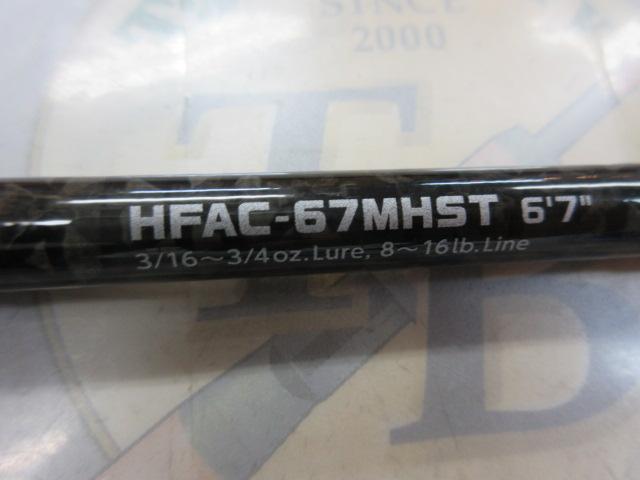 SINCE
2000
T
D
HFAC-67MHST 6'7"
3/16～3/4oz.Lure, 8～16lb.Line